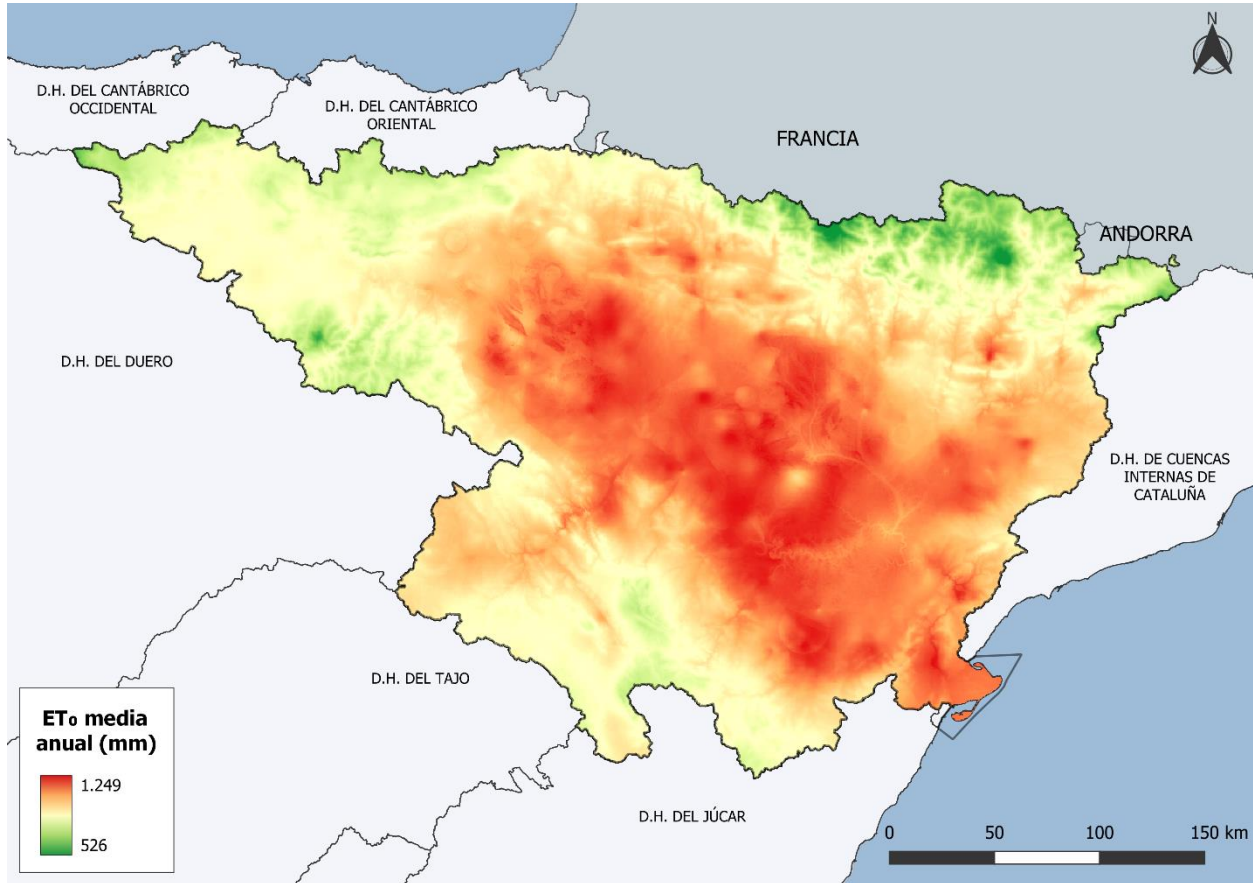 N
D.H. DEL CANTÁBRICO
OCCIDENTAL
D.H. DEL CANTÁBRICO
ORIENTAL
FRANCIA
ANDORRA
D.H. DEL DUERO
D.H. DE CUENCAS
INTERNAS DE
CATALUÑA
D.H. DEL TAJO
D.H. DEL JÚCAR
ET₀ media
anual (mm)
1.249
526
0 50 100 150 km